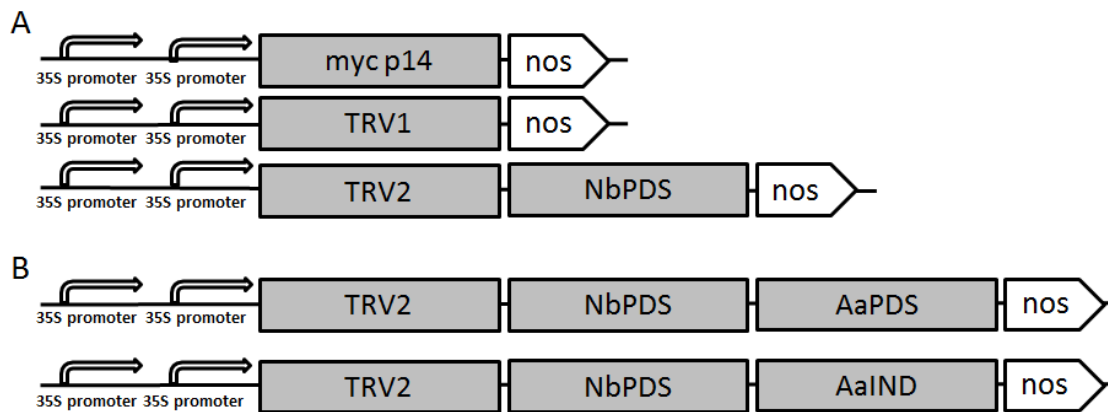 A
myc p14 nos
35S promoter 35S promoter
TRV1 nos
35S promoter 35S promoter
TRV2 NbPDS nos
35S promoter 35S promoter
B
TRV2 NbPDS AaPDS nos
35S promoter 35S promoter
TRV2 NbPDS AaIND nos
35S promoter 35S promoter